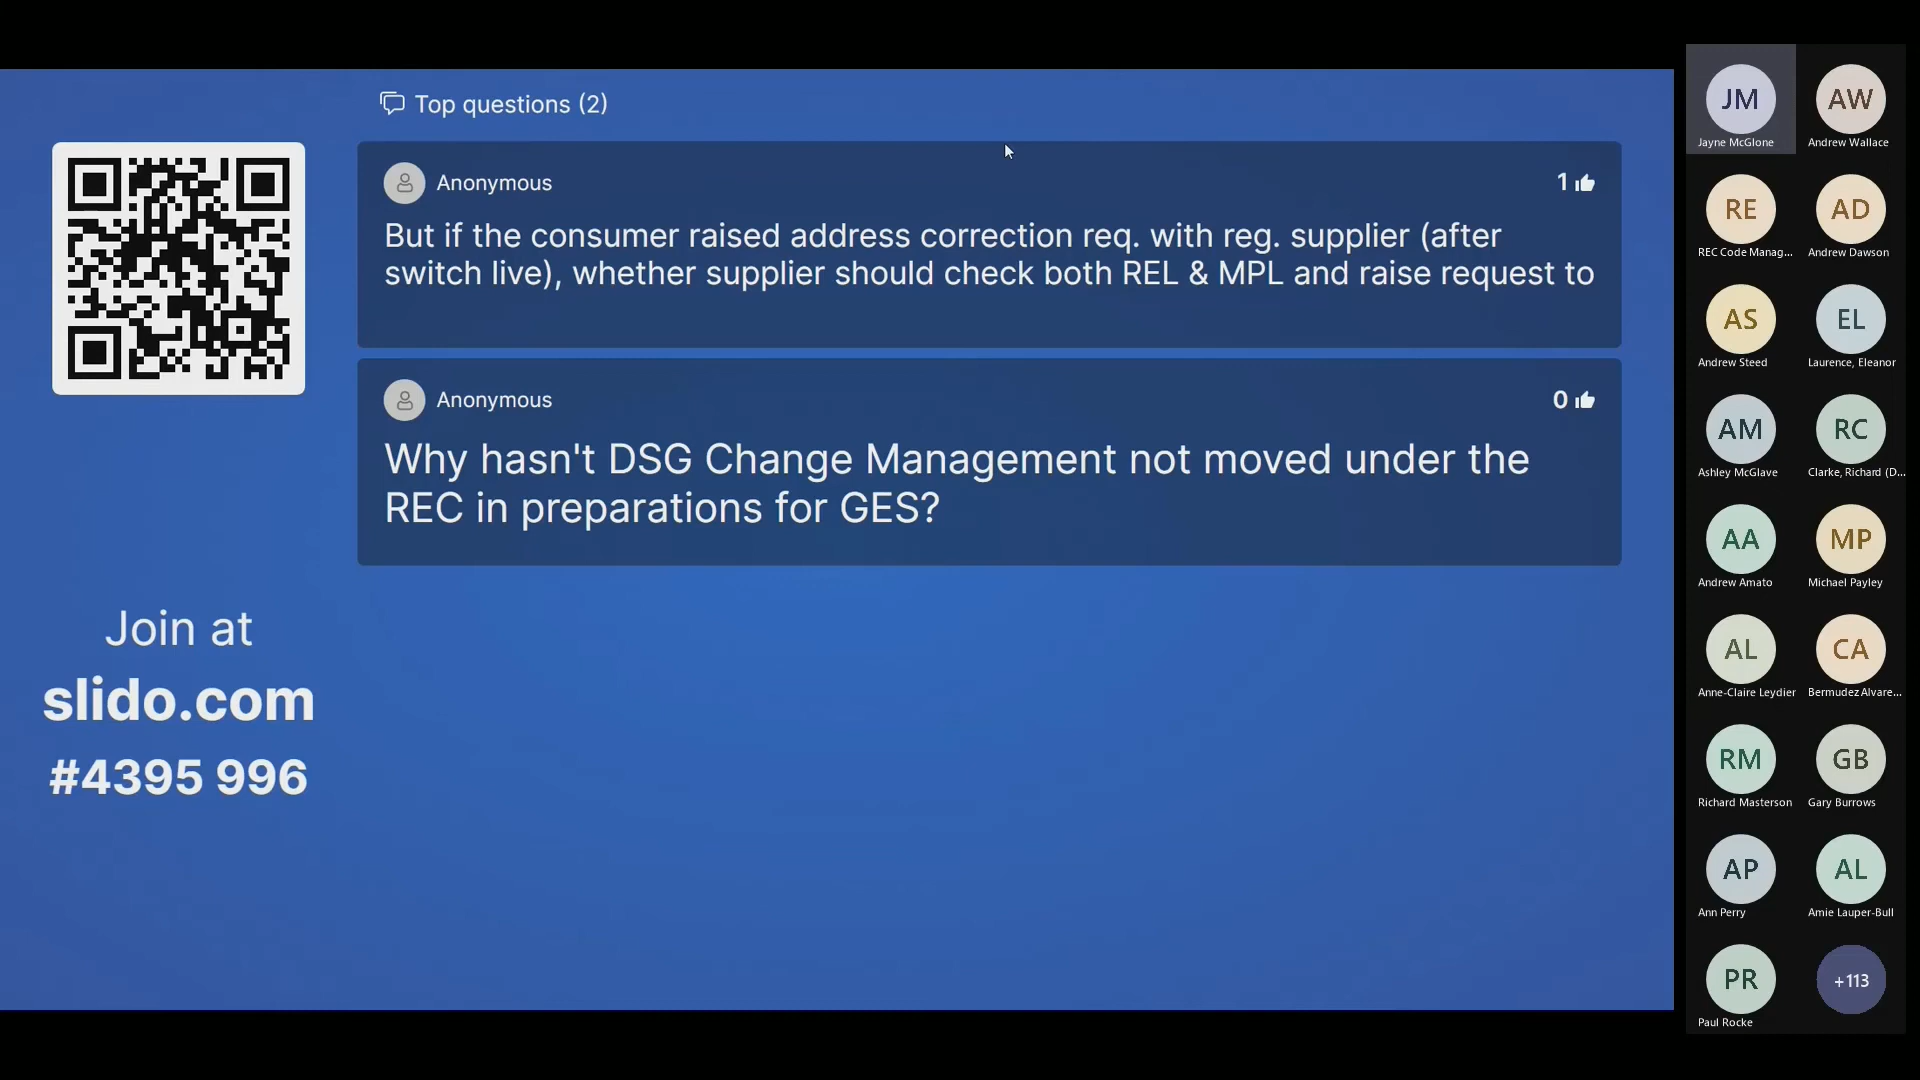 Top questions (2)
Anonymous
1
But if the consumer raised address correction req. with reg. supplier (after
switch live), whether supplier should check both REL & MPL and raise request to
Anonymous
0
Why hasn't DSG Change Management not moved under the
REC in preparations for GES?
Join at
slido.com
#4395 996
JM
Jayne McGlone
AW
Andrew Wallace
RE
REC Code Manag...
AD
Andrew Dawson
AS
Andrew Steed
EL
Laurence, Eleanor
AM
Ashley McGlave
RC
Clarke, Richard (D...
AA
Andrew Amato
MP
Michael Payley
AL
Anne-Claire Leydier
CA
Bermudez Alvare...
RM
Richard Masterson
GB
Gary Burrows
AP
Ann Perry
AL
Amie Lauper-Bull
PR
Paul Rocke
+113